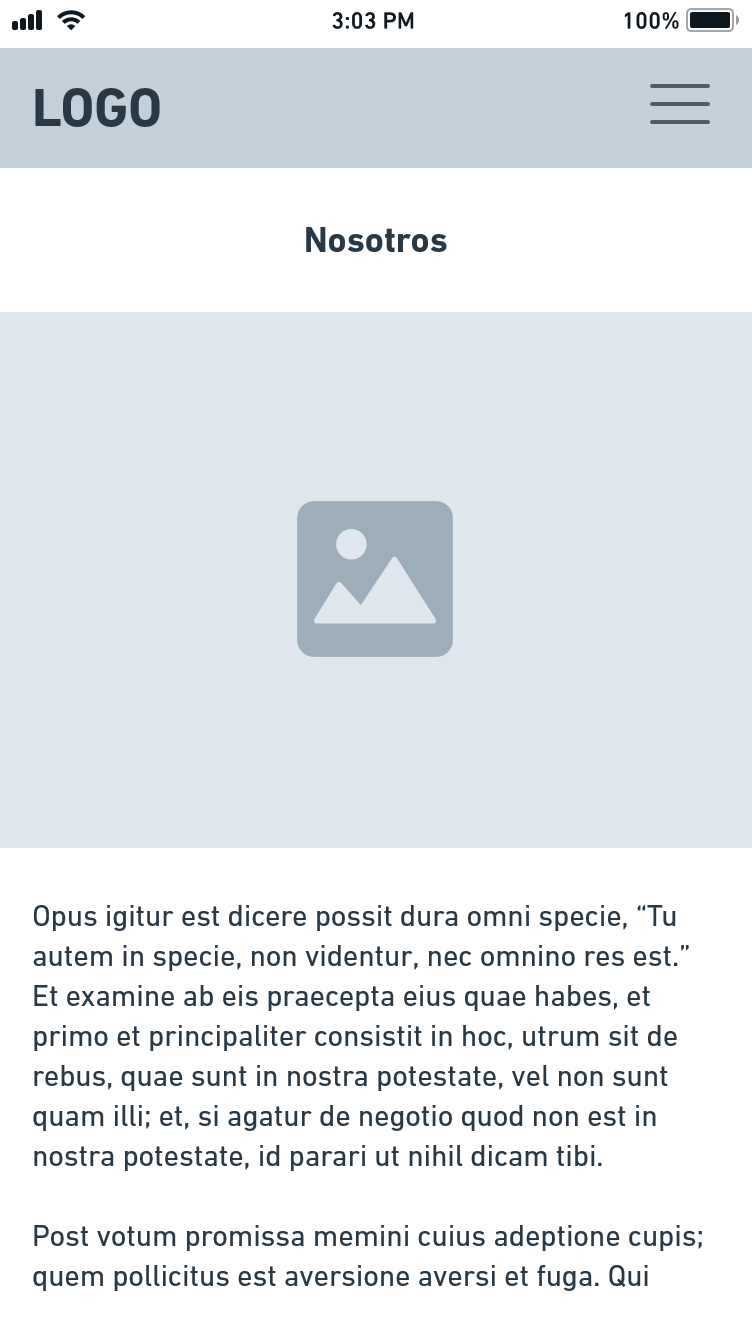 3:03 PM
100%
LOGO
Nosotros
Opus igitur est dicere possit dura omni specie, “Tu
autem in specie, non videntur, nec omnino res est.”
Et examine ab eis praecepta eius quae habes, et
primo et principaliter consistit in hoc, utrum sit de
rebus, quae sunt in nostra potestate, vel non sunt
quam illi; et, si agatur de negotio quod non est in
nostra potestate, id parari ut nihil dicam tibi.
Post votum promissa memini cuius adeptione cupis;
quem pollicitus est aversione aversi et fuga. Qui